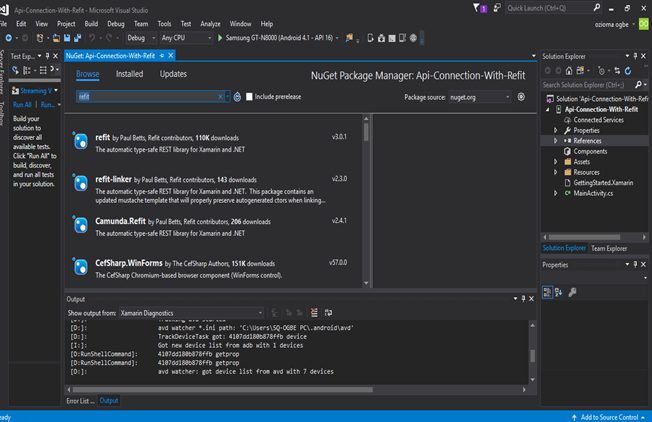 Api-Connection-With-Refit - Microsoft Visual Studio
1
Quick Launch (Ctrl+Q)
File Edit View Project Build Debug Team Tools Test Analyze Window Help
ozioma ogbe
OO
Debug
Any CPU
Samsung GT-N8000 (Android 4.1 - API 16)
Server Explorer
Toolbox
Test Exp...
Streaming V
Run All | Run...
Build your
solution to
discover all
available tests.
Click "Run All" to
build, discover,
and run all tests
in your solution.
NuGet: Api-Connection-With-Refit
Browse Installed Updates
NuGet Package Manager: Api-Connection-With-Refit
refit
Include prerelease
Package source: nuget.org
refit by Paul Betts, Refit contributors, 110K downloads
v3.0.1
The automatic type-safe REST library for Xamarin and .NET
refit-linker by Paul Betts, Refit contributors, 143 downloads
v2.3.0
The automatic type-safe REST library for Xamarin and .NET. This package contains an
updated mustache template that will properly preserve autogenerated ctors when linking...
Camunda.Refit by Paul Betts, Refit contributors, 206 downloads
v2.4.1
The automatic type-safe REST library for Xamarin and .NET
CefSharp.WinForms by The CefSharp Authors, 151K downloads
v57.0.0
The CefSharp Chromium-based browser component (WinForms control).
Output
Show output from: Xamarin Diagnostics
[D:]: avd watcher *.ini path: 'C:\Users\SQ-OGBE PC\.android\avd'
[D:]: TrackDeviceTask got: 4107dd180b878ffb device
[I:]: Got new device list from adb with 1 devices
[D:RunShellCommand]: 4107dd180b878ffb getprop
[D:RunShellCommand]: 4107dd180b878ffb getprop
[D:]: avd watcher: got device list from avd with 7 devices
Error List ... Output
Solution Explorer
Search Solution Explorer (Ctrl+;)
Solution 'Api-Connection-With-Refi
Api-Connection-With-Refit
Connected Services
Properties
References
Components
Assets
Resources
GettingStarted.Xamarin
MainActivity.cs
Solution Explorer Team Explorer
Properties
Add to Source Control